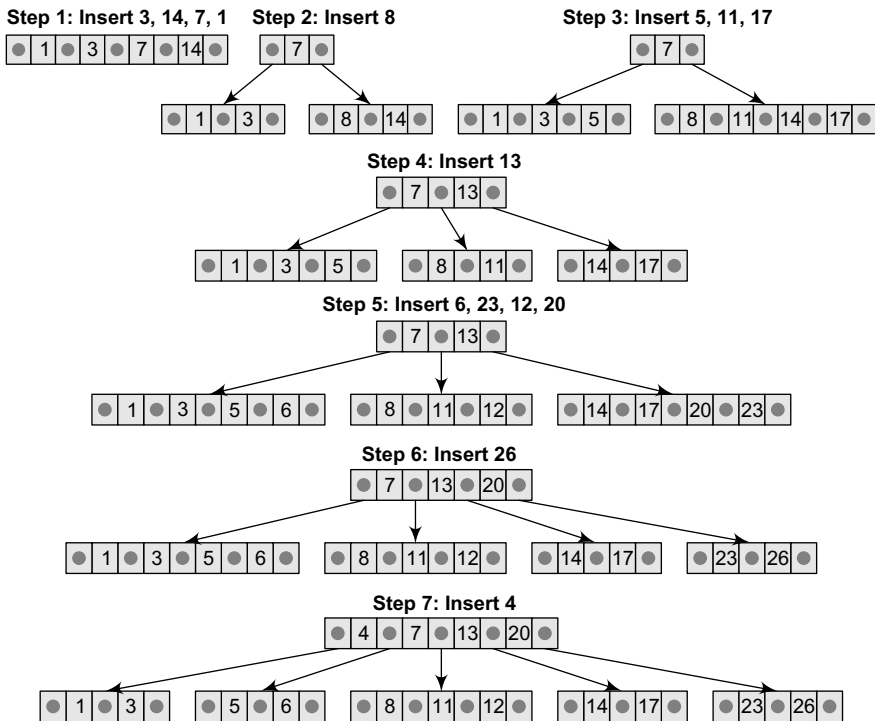 Step 1: Insert 3, 14, 7, 1
1 3 7 14
Step 2: Insert 8
7
1 3
8 14
Step 3: Insert 5, 11, 17
7
1 3 5
8 11 14 17
Step 4: Insert 13
7 13
1 3 5
8 11
14 17
Step 5: Insert 6, 23, 12, 20
7 13
1 3 5 6
8 11 12
14 17 20 23
Step 6: Insert 26
7 13 20
1 3 5 6
8 11 12
14 17
23 26
Step 7: Insert 4
4 7 13 20
1 3
5 6
8 11 12
14 17
23 26